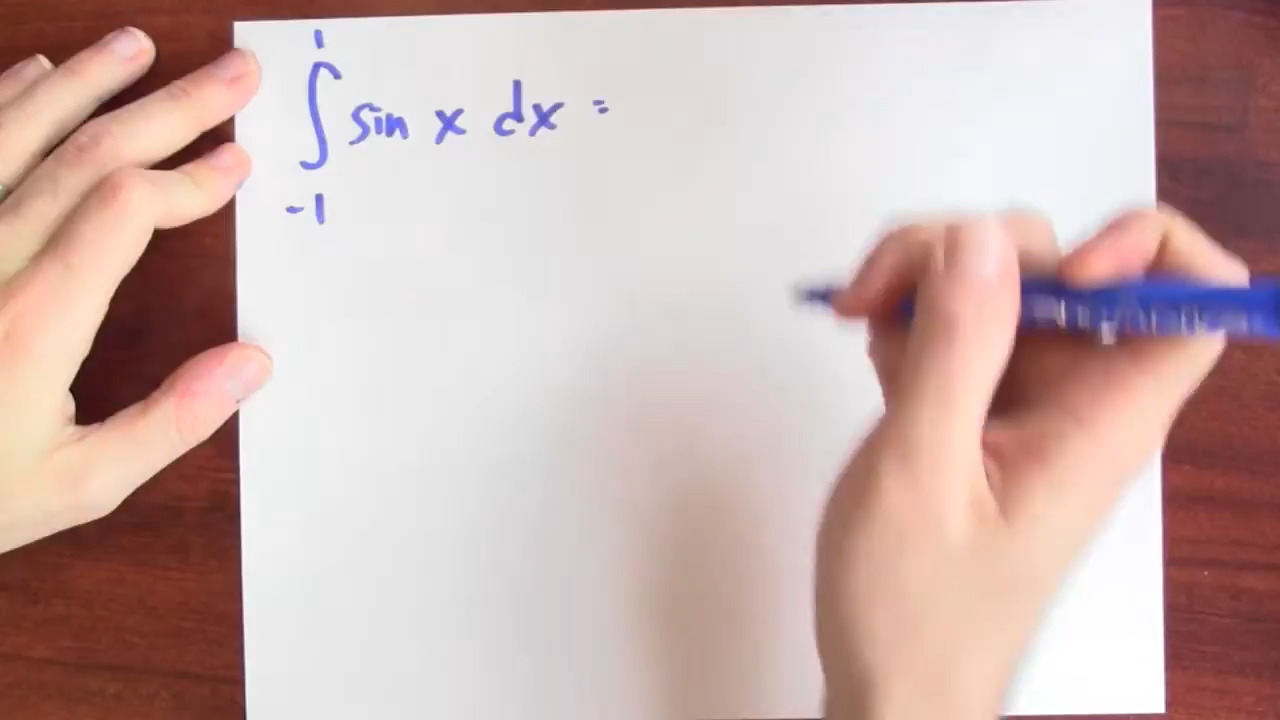 1
∫ sin x dx =
-1